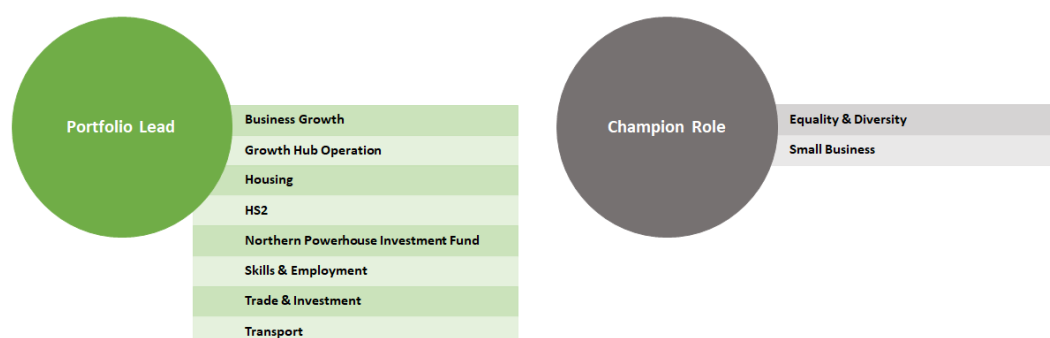 Portfolio Lead
Business Growth
Growth Hub Operation
Housing
HS2
Northern Powerhouse Investment Fund
Skills & Employment
Trade & Investment
Transport
Champion Role
Equality & Diversity
Small Business